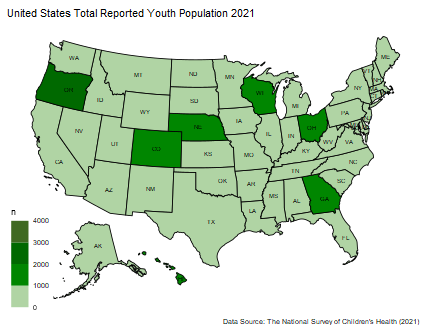 United States Total Reported Youth Population 2021
WA
MT
ND
MN
ME
OR
ID
SD
WI
MI
VT
NY
WY
IA
NE
PA
NV
UT
CO
IL
IN
OH
WV
VA
KS
MO
KY
CA
NC
OK
TN
AZ
NM
AR
SC
MS
AL
GA
TX
LA
FL
AK
n
4000
3000
2000
1000
0
Data Source: The National Survey of Children's Health (2021)